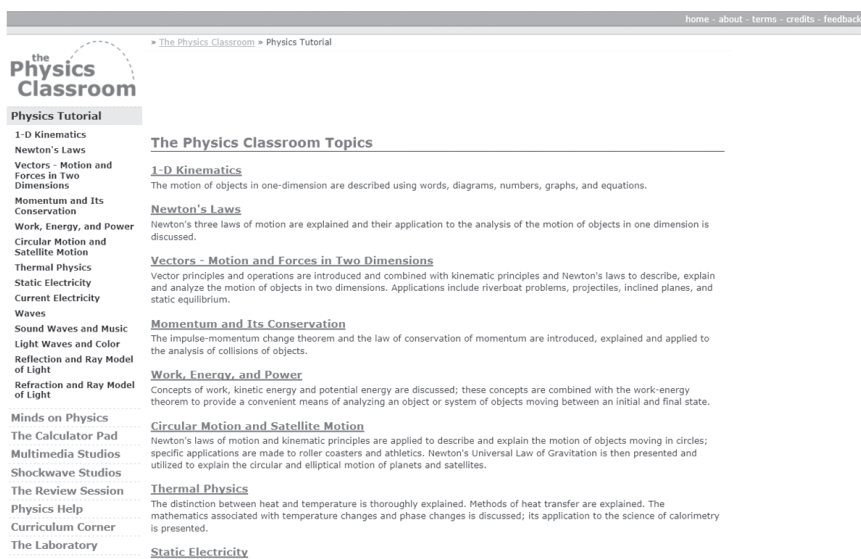 home - about - terms - credits - feedback
» The Physics Classroom » Physics Tutorial
the
Physics
Classroom
Physics Tutorial
1-D Kinematics
Newton's Laws
Vectors - Motion and
Forces in Two
Dimensions
Momentum and Its
Conservation
Work, Energy, and Power
Circular Motion and
Satellite Motion
Thermal Physics
Static Electricity
Current Electricity
Waves
Sound Waves and Music
Light Waves and Color
Reflection and Ray Model
of Light
Refraction and Ray Model
of Light
Minds on Physics
The Calculator Pad
Multimedia Studios
Shockwave Studios
The Review Session
Physics Help
Curriculum Corner
The Laboratory
The Physics Classroom Topics
1-D Kinematics
The motion of objects in one-dimension are described using words, diagrams, numbers, graphs, and equations.
Newton's Laws
Newton's three laws of motion are explained and their application to the analysis of the motion of objects in one dimension is
discussed.
Vectors - Motion and Forces in Two Dimensions
Vector principles and operations are introduced and combined with kinematic principles and Newton's laws to describe, explain
and analyze the motion of objects in two dimensions. Applications include riverboat problems, projectiles, inclined planes, and
static equilibrium.
Momentum and Its Conservation
The impulse-momentum change theorem and the law of conservation of momentum are introduced, explained and applied to
the analysis of collisions of objects.
Work, Energy, and Power
Concepts of work, kinetic energy and potential energy are discussed; these concepts are combined with the work-energy
theorem to provide a convenient means of analyzing an object or system of objects moving between an initial and final state.
Circular Motion and Satellite Motion
Newton's laws of motion and kinematic principles are applied to describe and explain the motion of objects moving in circles;
specific applications are made to roller coasters and athletics. Newton's Universal Law of Gravitation is then presented and
utilized to explain the circular and elliptical motion of planets and satellites.
Thermal Physics
The distinction between heat and temperature is thoroughly explained. Methods of heat transfer are explained. The
mathematics associated with temperature changes and phase changes is discussed; its application to the science of calorimetry
is presented.
Static Electricity